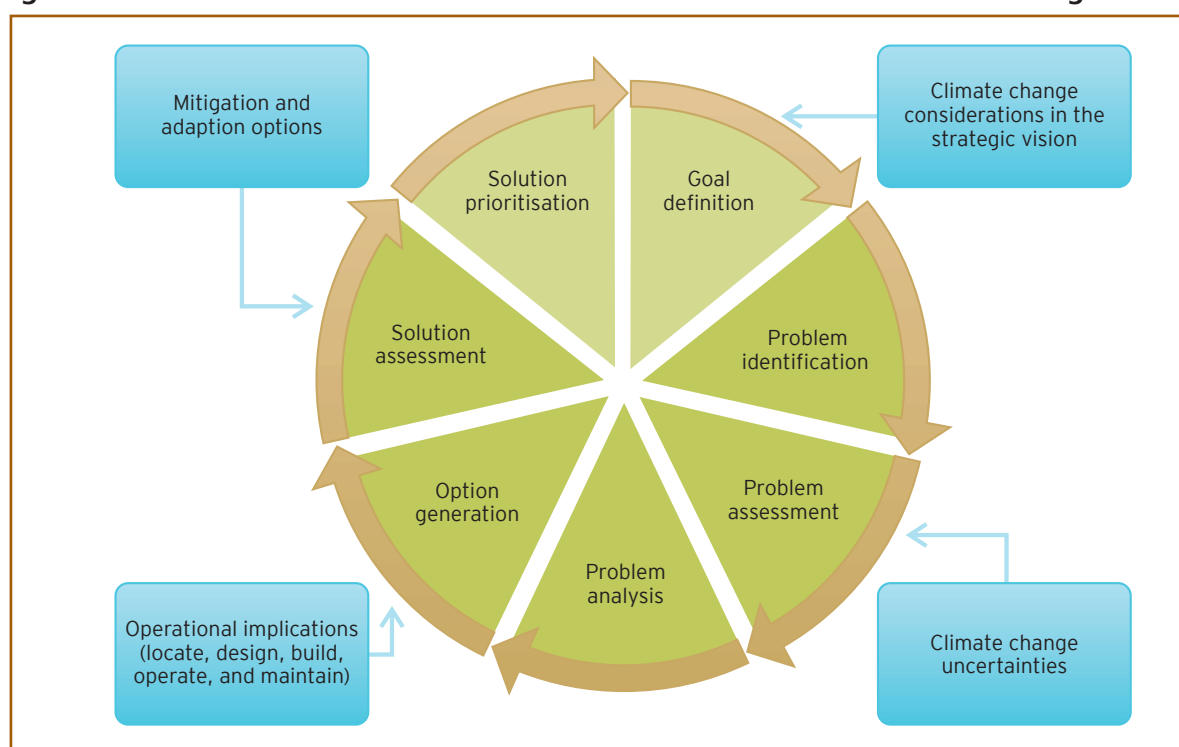 Mitigation and
adaption options
Climate change
considerations in the
strategic vision
Solution
prioritisation
Goal
definition
Solution
assessment
Problem
identification
Option
generation
Problem
assessment
Problem
analysis
Operational implications
(locate, design, build,
operate, and maintain)
Climate change
uncertainties